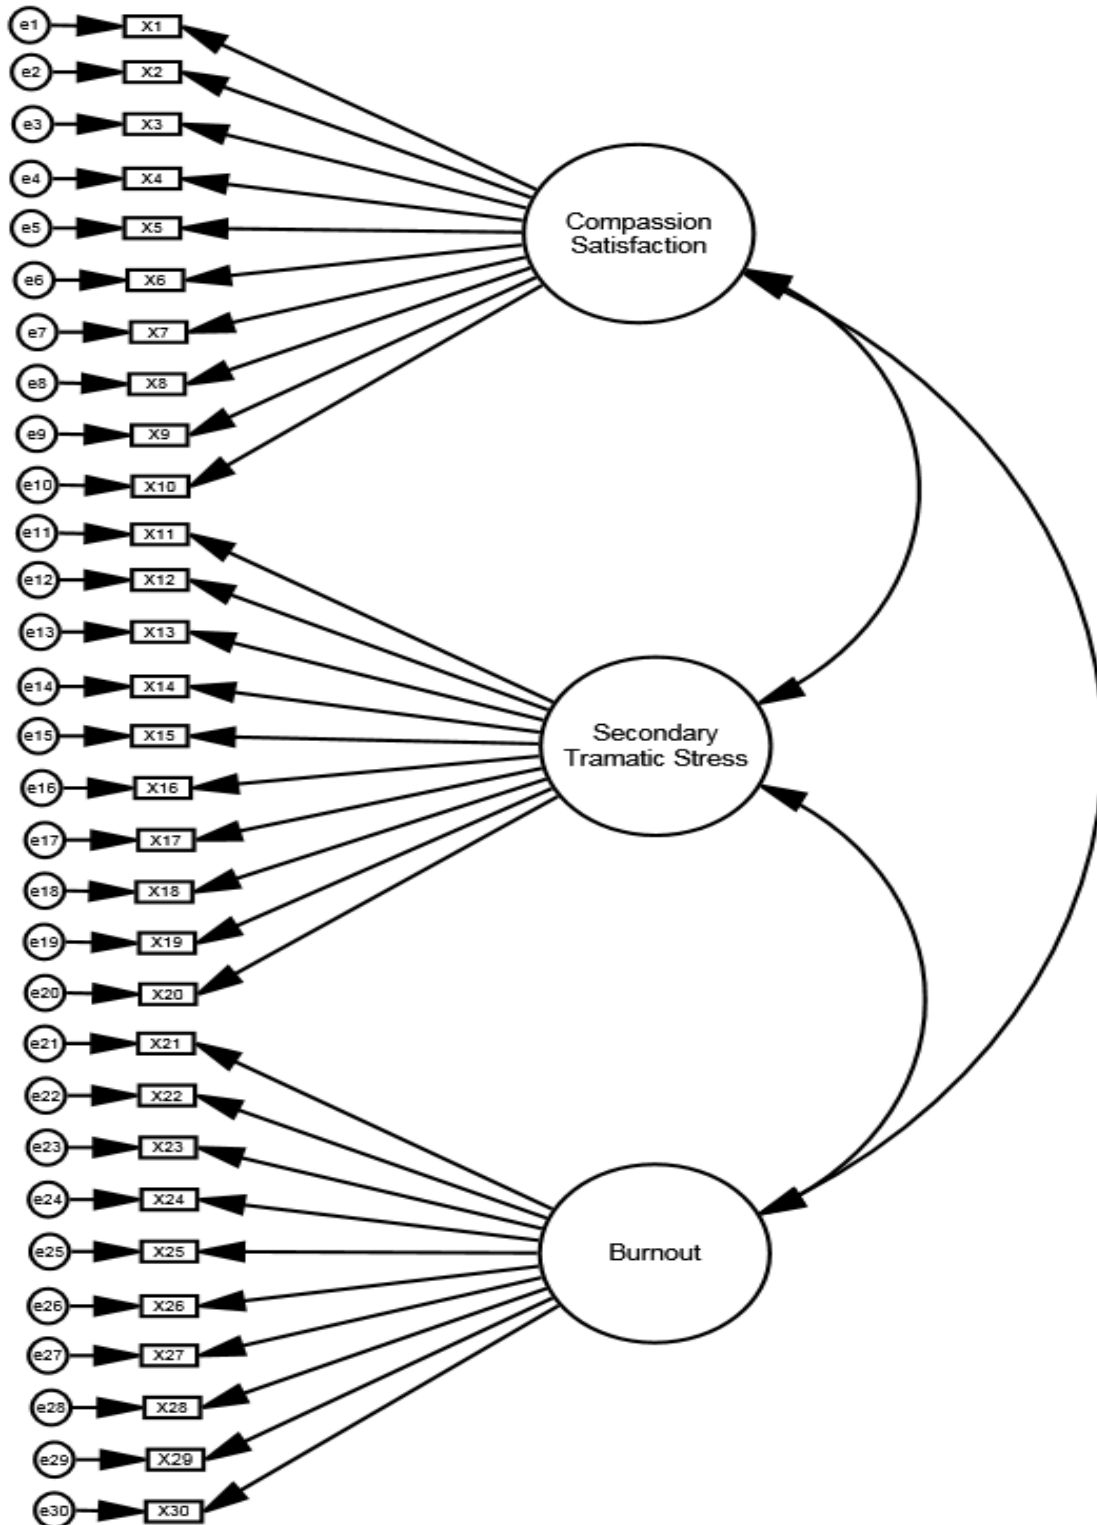 e1 X1
e2 X2
e3 X3
e4 X4
e5 X5
e6 X6
e7 X7
e8 X8
e9 X9
e10 X10
Compassion
Satisfaction
e11 X11
e12 X12
e13 X13
e14 X14
e15 X15
e16 X16
e17 X17
e18 X18
e19 X19
e20 X20
Secondary
Tramatic Stress
e21 X21
e22 X22
e23 X23
e24 X24
e25 X25
e26 X26
e27 X27
e28 X28
e29 X29
e30 X30
Burnout